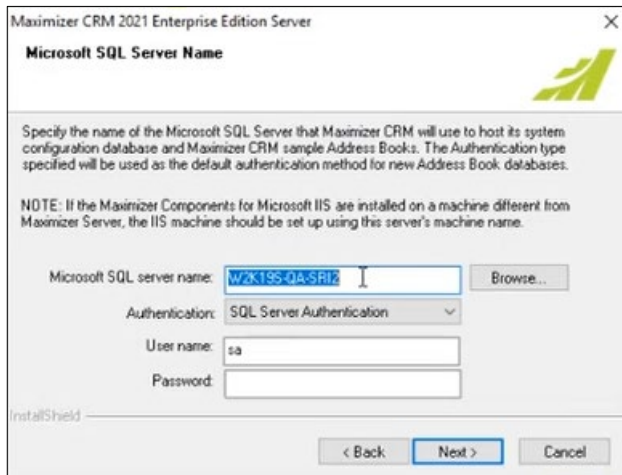 Maximizer CRM 2021 Enterprise Edition Server
Microsoft SQL Server Name
Specify the name of the Microsoft SQL Server that Maximizer CRM will use to host its system
configuration database and Maximizer CRM sample Address Books. The Authentication type
specified will be used as the default authentication method for new Address Book databases.
NOTE: If the Maximizer Components for Microsoft IIS are installed on a machine different from
Maximizer Server, the IIS machine should be set up using this server's machine name.
Microsoft SQL server name: W2K19S-QA-SRI2 Browse...
Authentication: SQL Server Authentication
User name: sa
Password:
InstallShield
< Back Next > Cancel